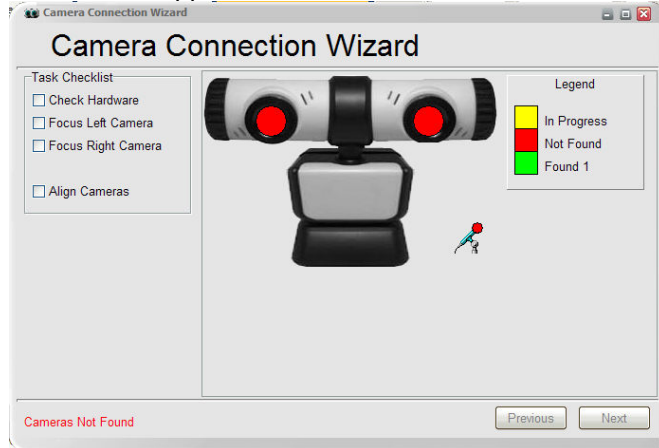 Camera Connection Wizard
Camera Connection Wizard
Task Checklist
Check Hardware
Focus Left Camera
Focus Right Camera
Align Cameras
Legend
In Progress
Not Found
Found 1
Cameras Not Found
Previous
Next